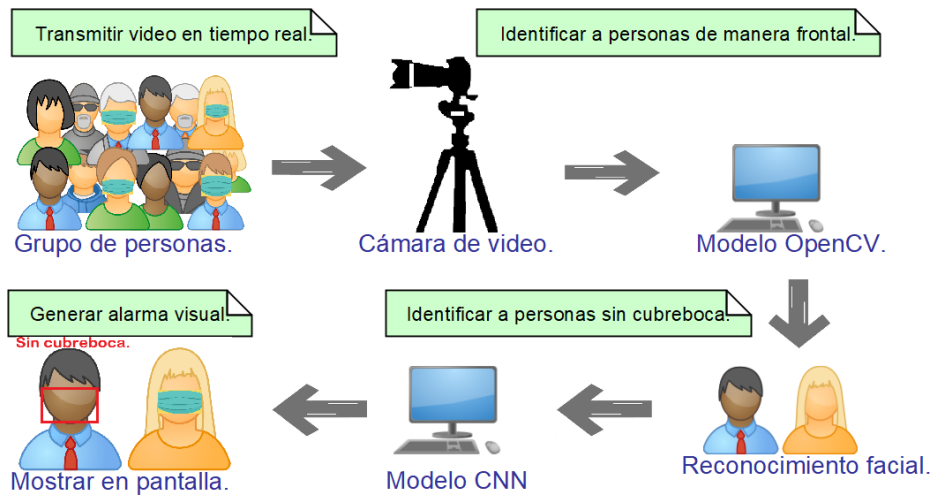 Transmitir video en tiempo real.
Identificar a personas de manera frontal.
Grupo de personas.
Cámara de video.
Modelo OpenCV.
Generar alarma visual.
Identificar a personas sin cubreboca.
Sin cubreboca.
Mostrar en pantalla.
Modelo CNN
Reconocimiento facial.